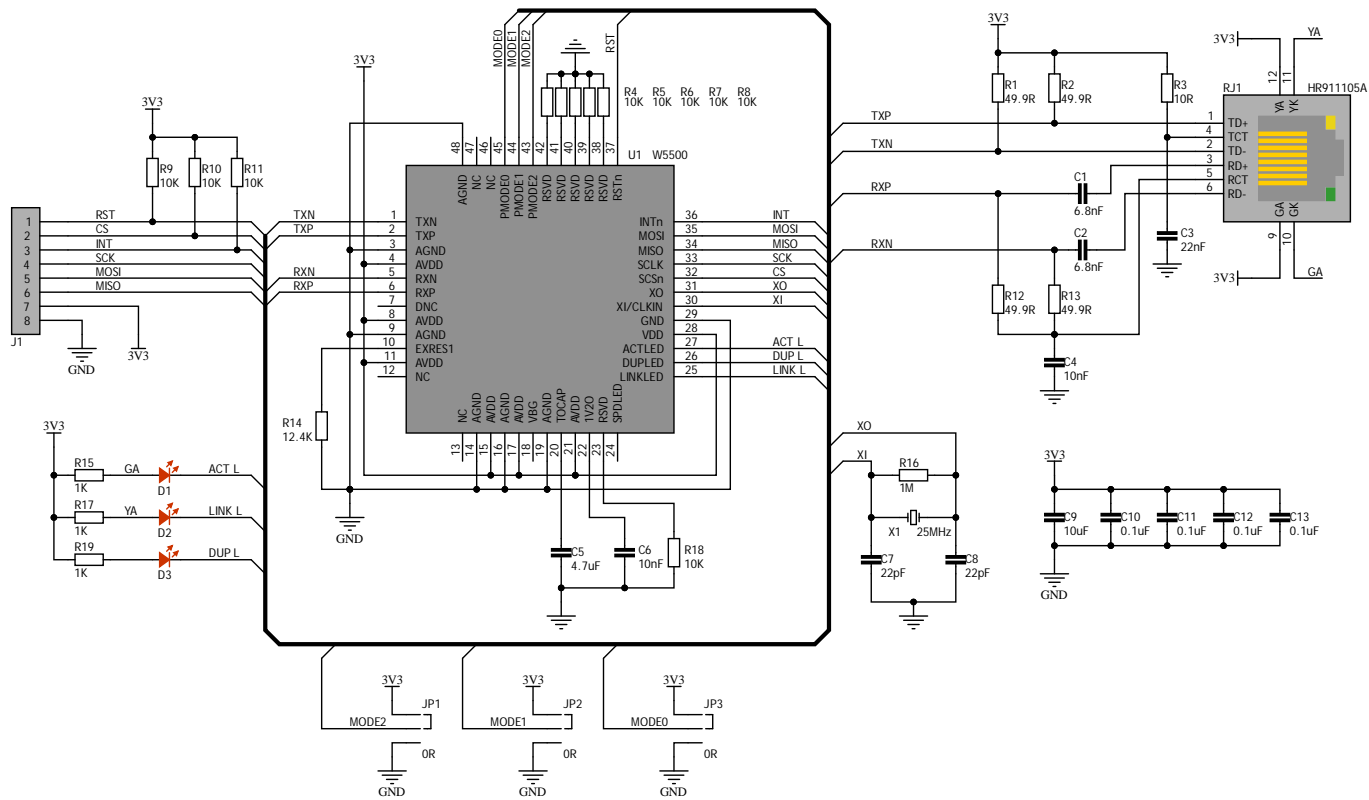 MODE0
MODE1
MODE2
RST
R4 R5 R6 R7 R8
10K 10K 10K 10K 10K
3V3
3V3
R9
10K
R10
10K
R11
10K
48 47 46 45 44 43 42 41 40 39 38 37
U1 W5500
AGND NC NC PMODE0 PMODE1 PMODE2 RSVD RSVD RSVD RSVD RSVD RSTn
J1
1 RST
2 CS
3 INT
4 SCK
5 MOSI
6 MISO
7
8
GND
3V3
TXN 1 TXN
TXP 2 TXP
3 AGND
4 AVDD
RXN 5 RXN
RXP 6 RXP
7 DNC
8 AVDD
9 AGND
10 EXRES1
11 AVDD
12 NC
INTn 36 INT
MOSI 35 MOSI
MISO 34 MISO
SCLK 33 SCK
SCSn 32 CS
XO 31 XO
XI/CLKIN 30 XI
GND 29
VDD 28
ACTLED 27 ACT L
DUPLED 26 DUP L
LINKLED 25 LINK L
NC AGND AVDD AGND AVDD VBG AGND TOCAP AVDD 1V2O RSVD SPDLED
13 14 15 16 17 18 19 20 21 22 23 24
R14
12.4K
GND
C5
4.7uF
C6
10nF
R18
10K
3V3
R15
1K
GA
D1
ACT L
R17
1K
YA
D2
LINK L
R19
1K
D3
DUP L
3V3
R1
49.9R
R2
49.9R
R3
10R
TXP
TXN
RXP
RXN
C1
6.8nF
C2
6.8nF
C3
22nF
R12
49.9R
R13
49.9R
C4
10nF
3V3
YA
12 11
RJ1 HR911105A
YA YK
1 TD+
4 TCT
2 TD-
3 RD+
5 RCT
6 RD-
GA GK
9 10
3V3
GA
XO
XI
R16
1M
X1 25MHz
C7
22pF
C8
22pF
3V3
C9
10uF
C10
0.1uF
C11
0.1uF
C12
0.1uF
C13
0.1uF
GND
3V3
JP1
MODE2
0R
GND
3V3
JP2
MODE1
0R
GND
3V3
JP3
MODE0
0R
GND